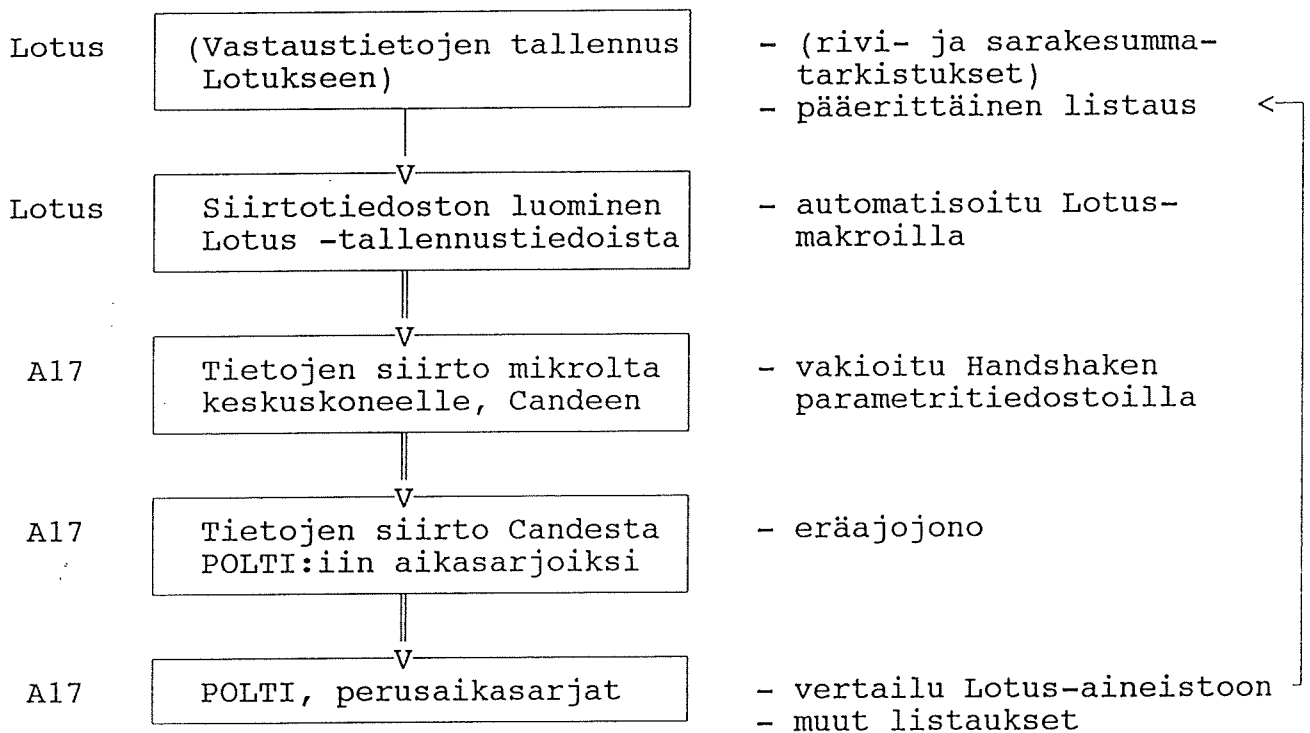 Lotus (Vastaustietojen tallennus - (rivi- ja sarakesumma-
Lotukseen) tarkistukset)
- pääerittäinen listaus <
V
Lotus Siirtotiedoston luominen - automatisoitu Lotus-
Lotus -tallennustiedoista makroilla
V
A17 Tietojen siirto mikrolta - vakioitu Handshaken
keskuskoneelle, Candeen parametritiedostoilla
V
A17 Tietojen siirto Candesta - eräajojono
POLTI:iin aikasarjoiksi
V
A17 POLTI, perusaikasarjat - vertailu Lotus-aineistoon
- muut listaukset